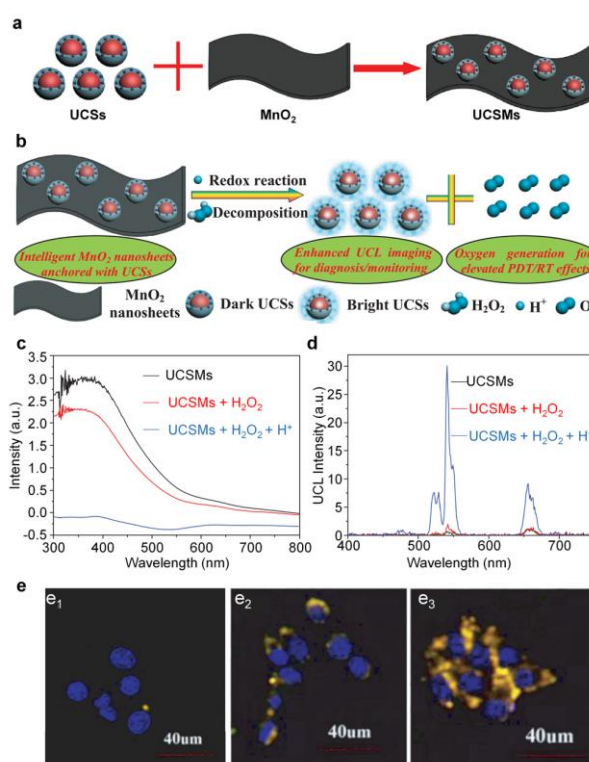 a
UCSs
MnO₂
UCSMs
b
Redox reaction
Decomposition
Intelligent MnO₂ nanosheets
anchored with UCSs
Enhanced UCL imaging
for diagnosis/monitoring
Oxygen generation for
elevated PDT/RT effects
MnO₂
nanosheets
Dark UCSs
Bright UCSs
H₂O₂
H⁺
O
c
3.5
3.0
2.5
2.0
1.5
1.0
0.5
0.0
-0.5
Intensity (a.u.)
UCSMs
UCSMs + H₂O₂
UCSMs + H₂O₂ + H⁺
300 400 500 600 700 800
Wavelength (nm)
d
30
25
20
15
10
5
0
UCL Intensity (a.u.)
UCSMs
UCSMs + H₂O₂
UCSMs + H₂O₂ + H⁺
400 500 600 700
Wavelength (nm)
e
e₁
40um
e₂
40um
e₃
40um